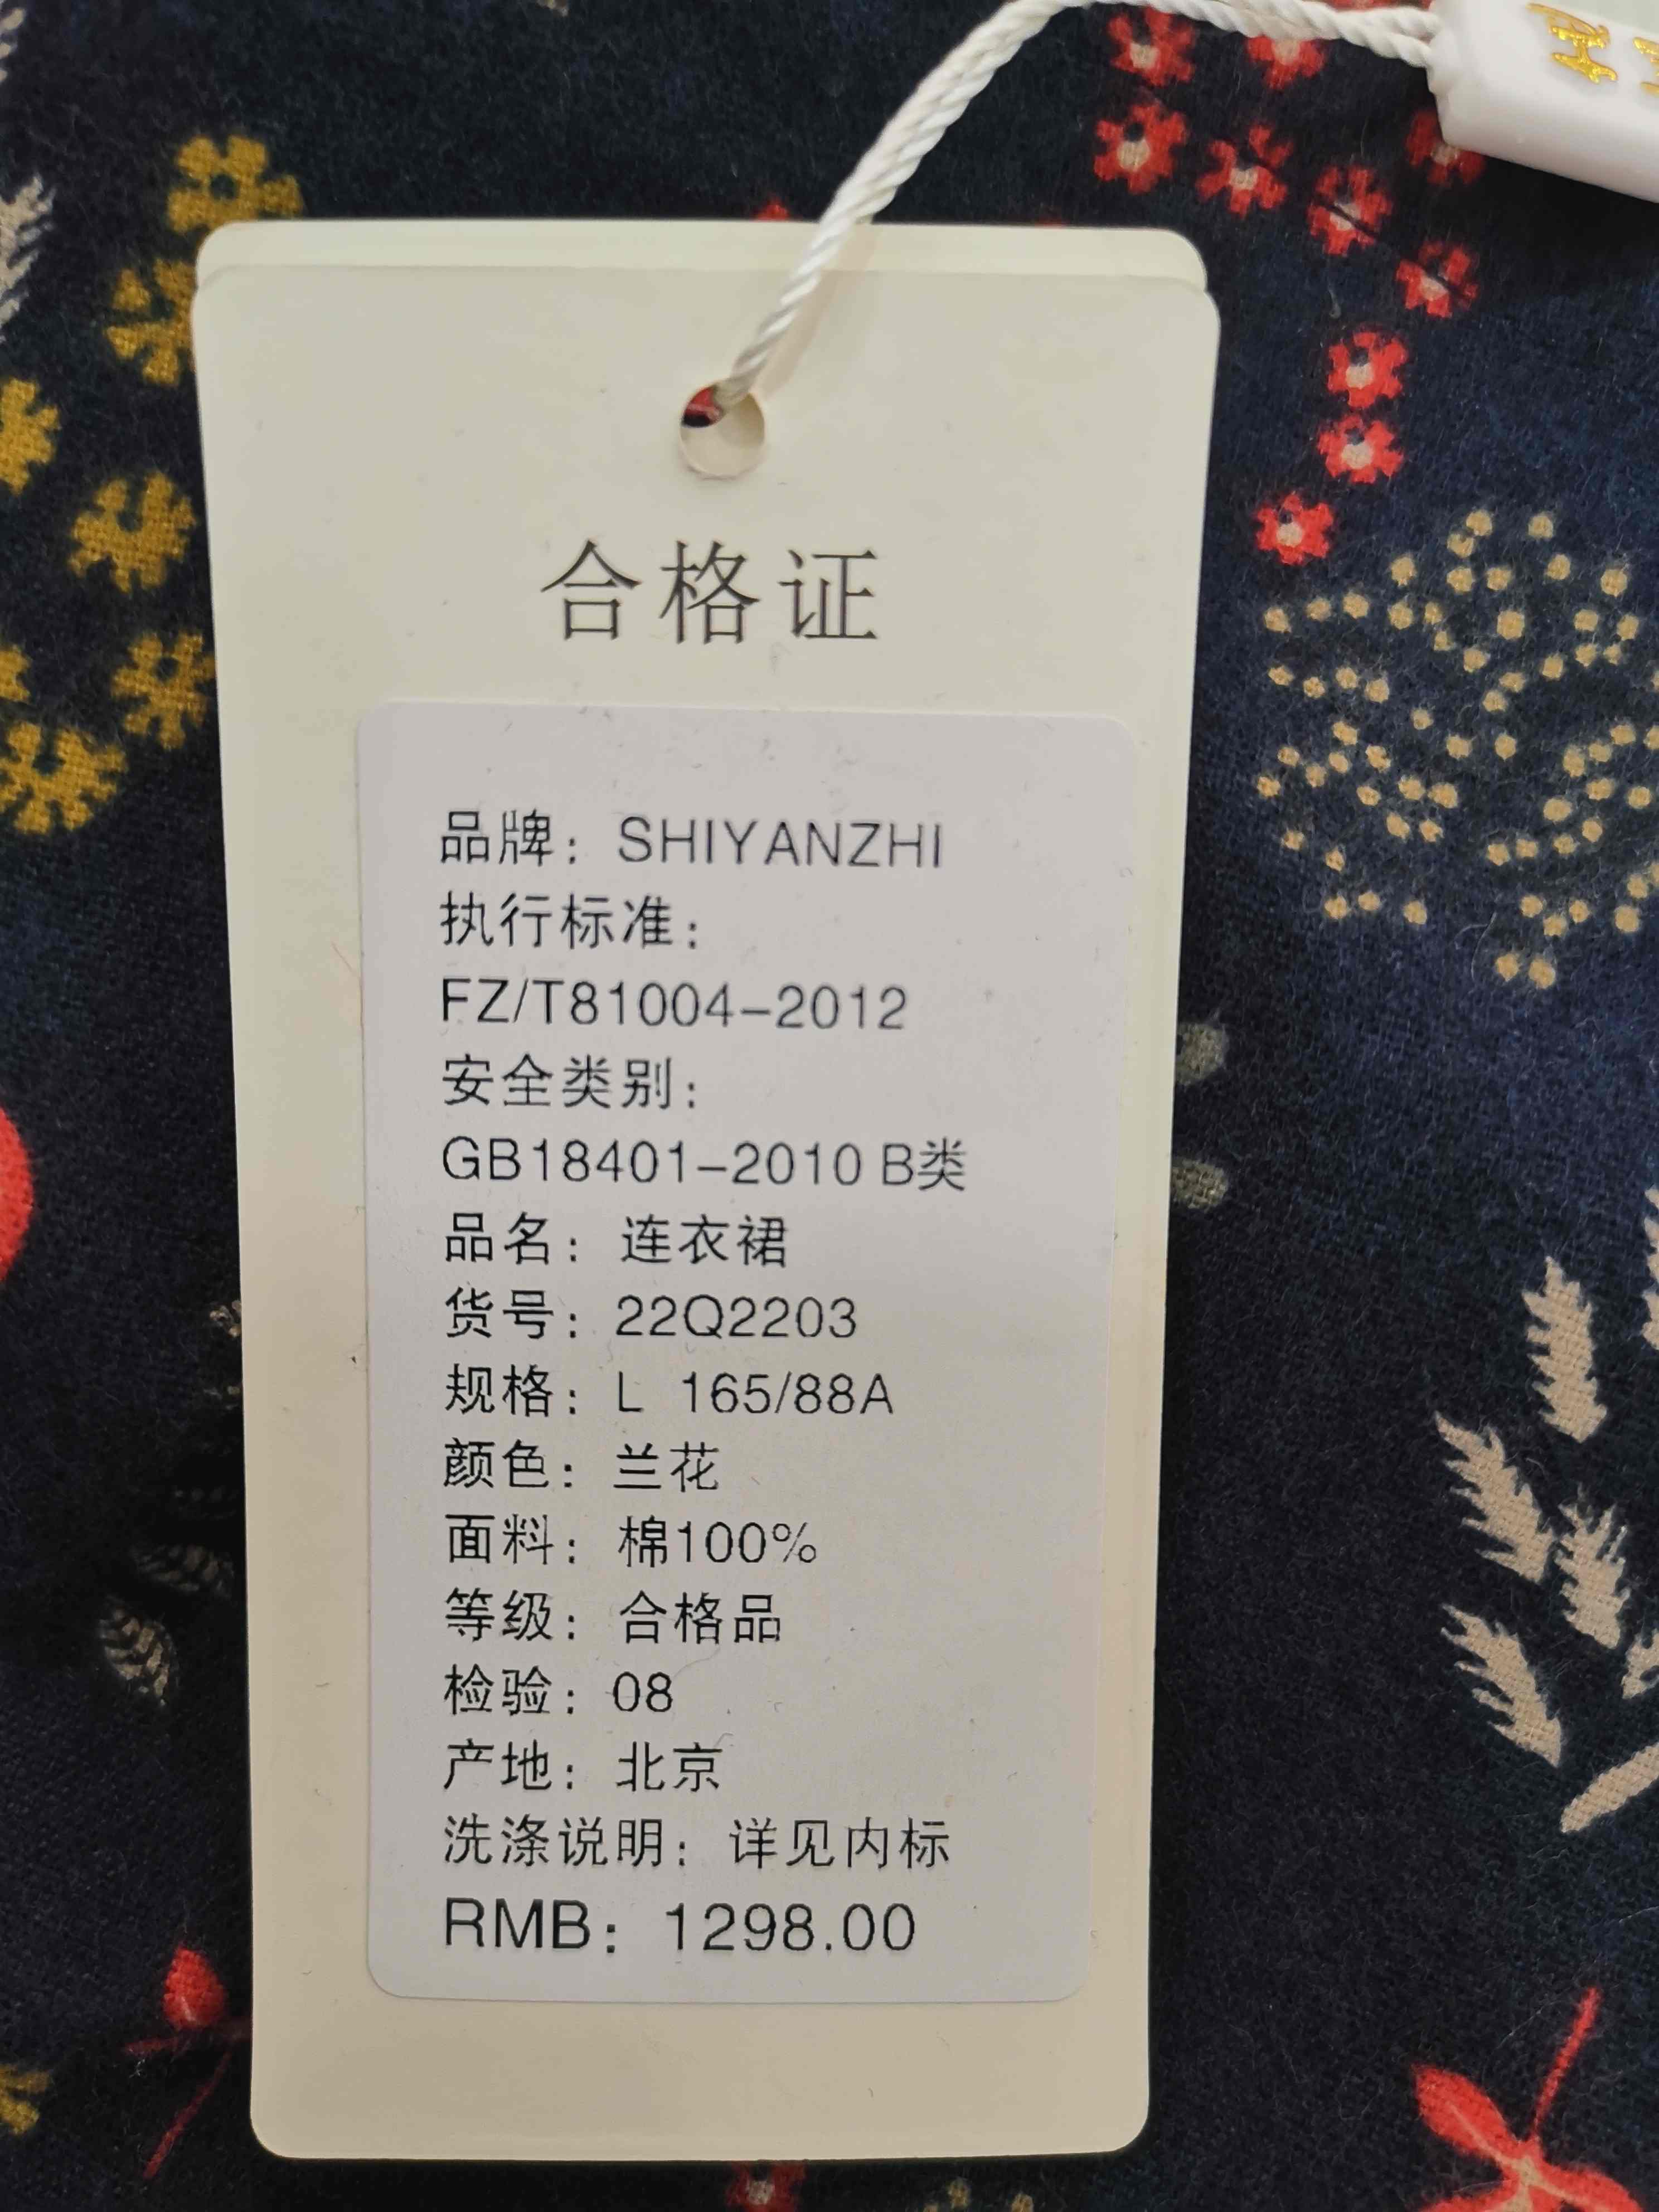 合格证
品牌：SHIYANZHI
执行标准：
FZ/T81004-2012
安全类别：
GB18401-2010 B类
品名：连衣裙
货号：22Q2203
规格：L 165/88A
颜色：兰花
面料：棉100%
等级：合格品
检验：08
产地：北京
洗涤说明：详见内标
RMB：1298.00